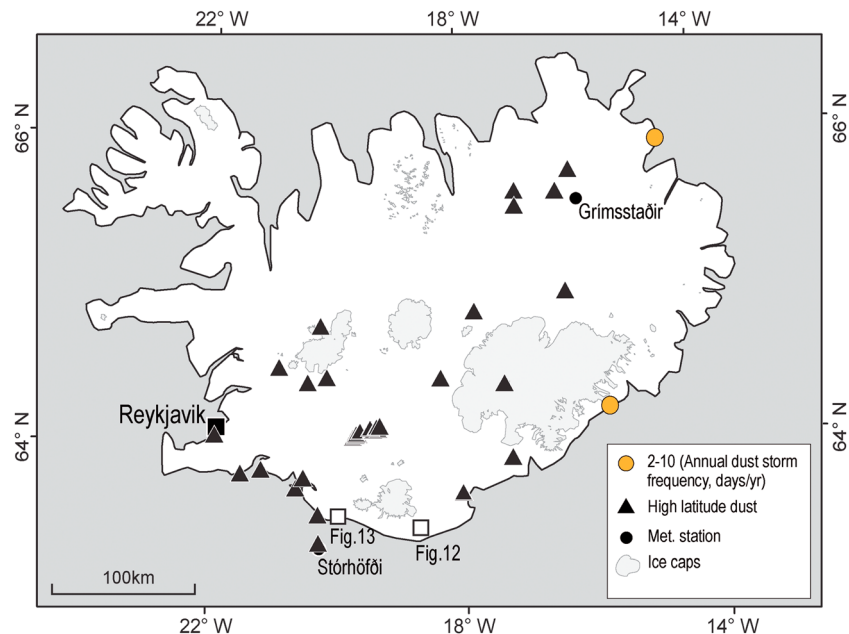 22° W
18° W
14° W
66° N
66° N
Grímsstaðir
Reykjavik
64° N
64° N
2-10 (Annual dust storm
frequency, days/yr)
High latitude dust
Met. station
Ice caps
Fig.13
Fig.12
Stórhöfði
100km
22° W
18° W
14° W